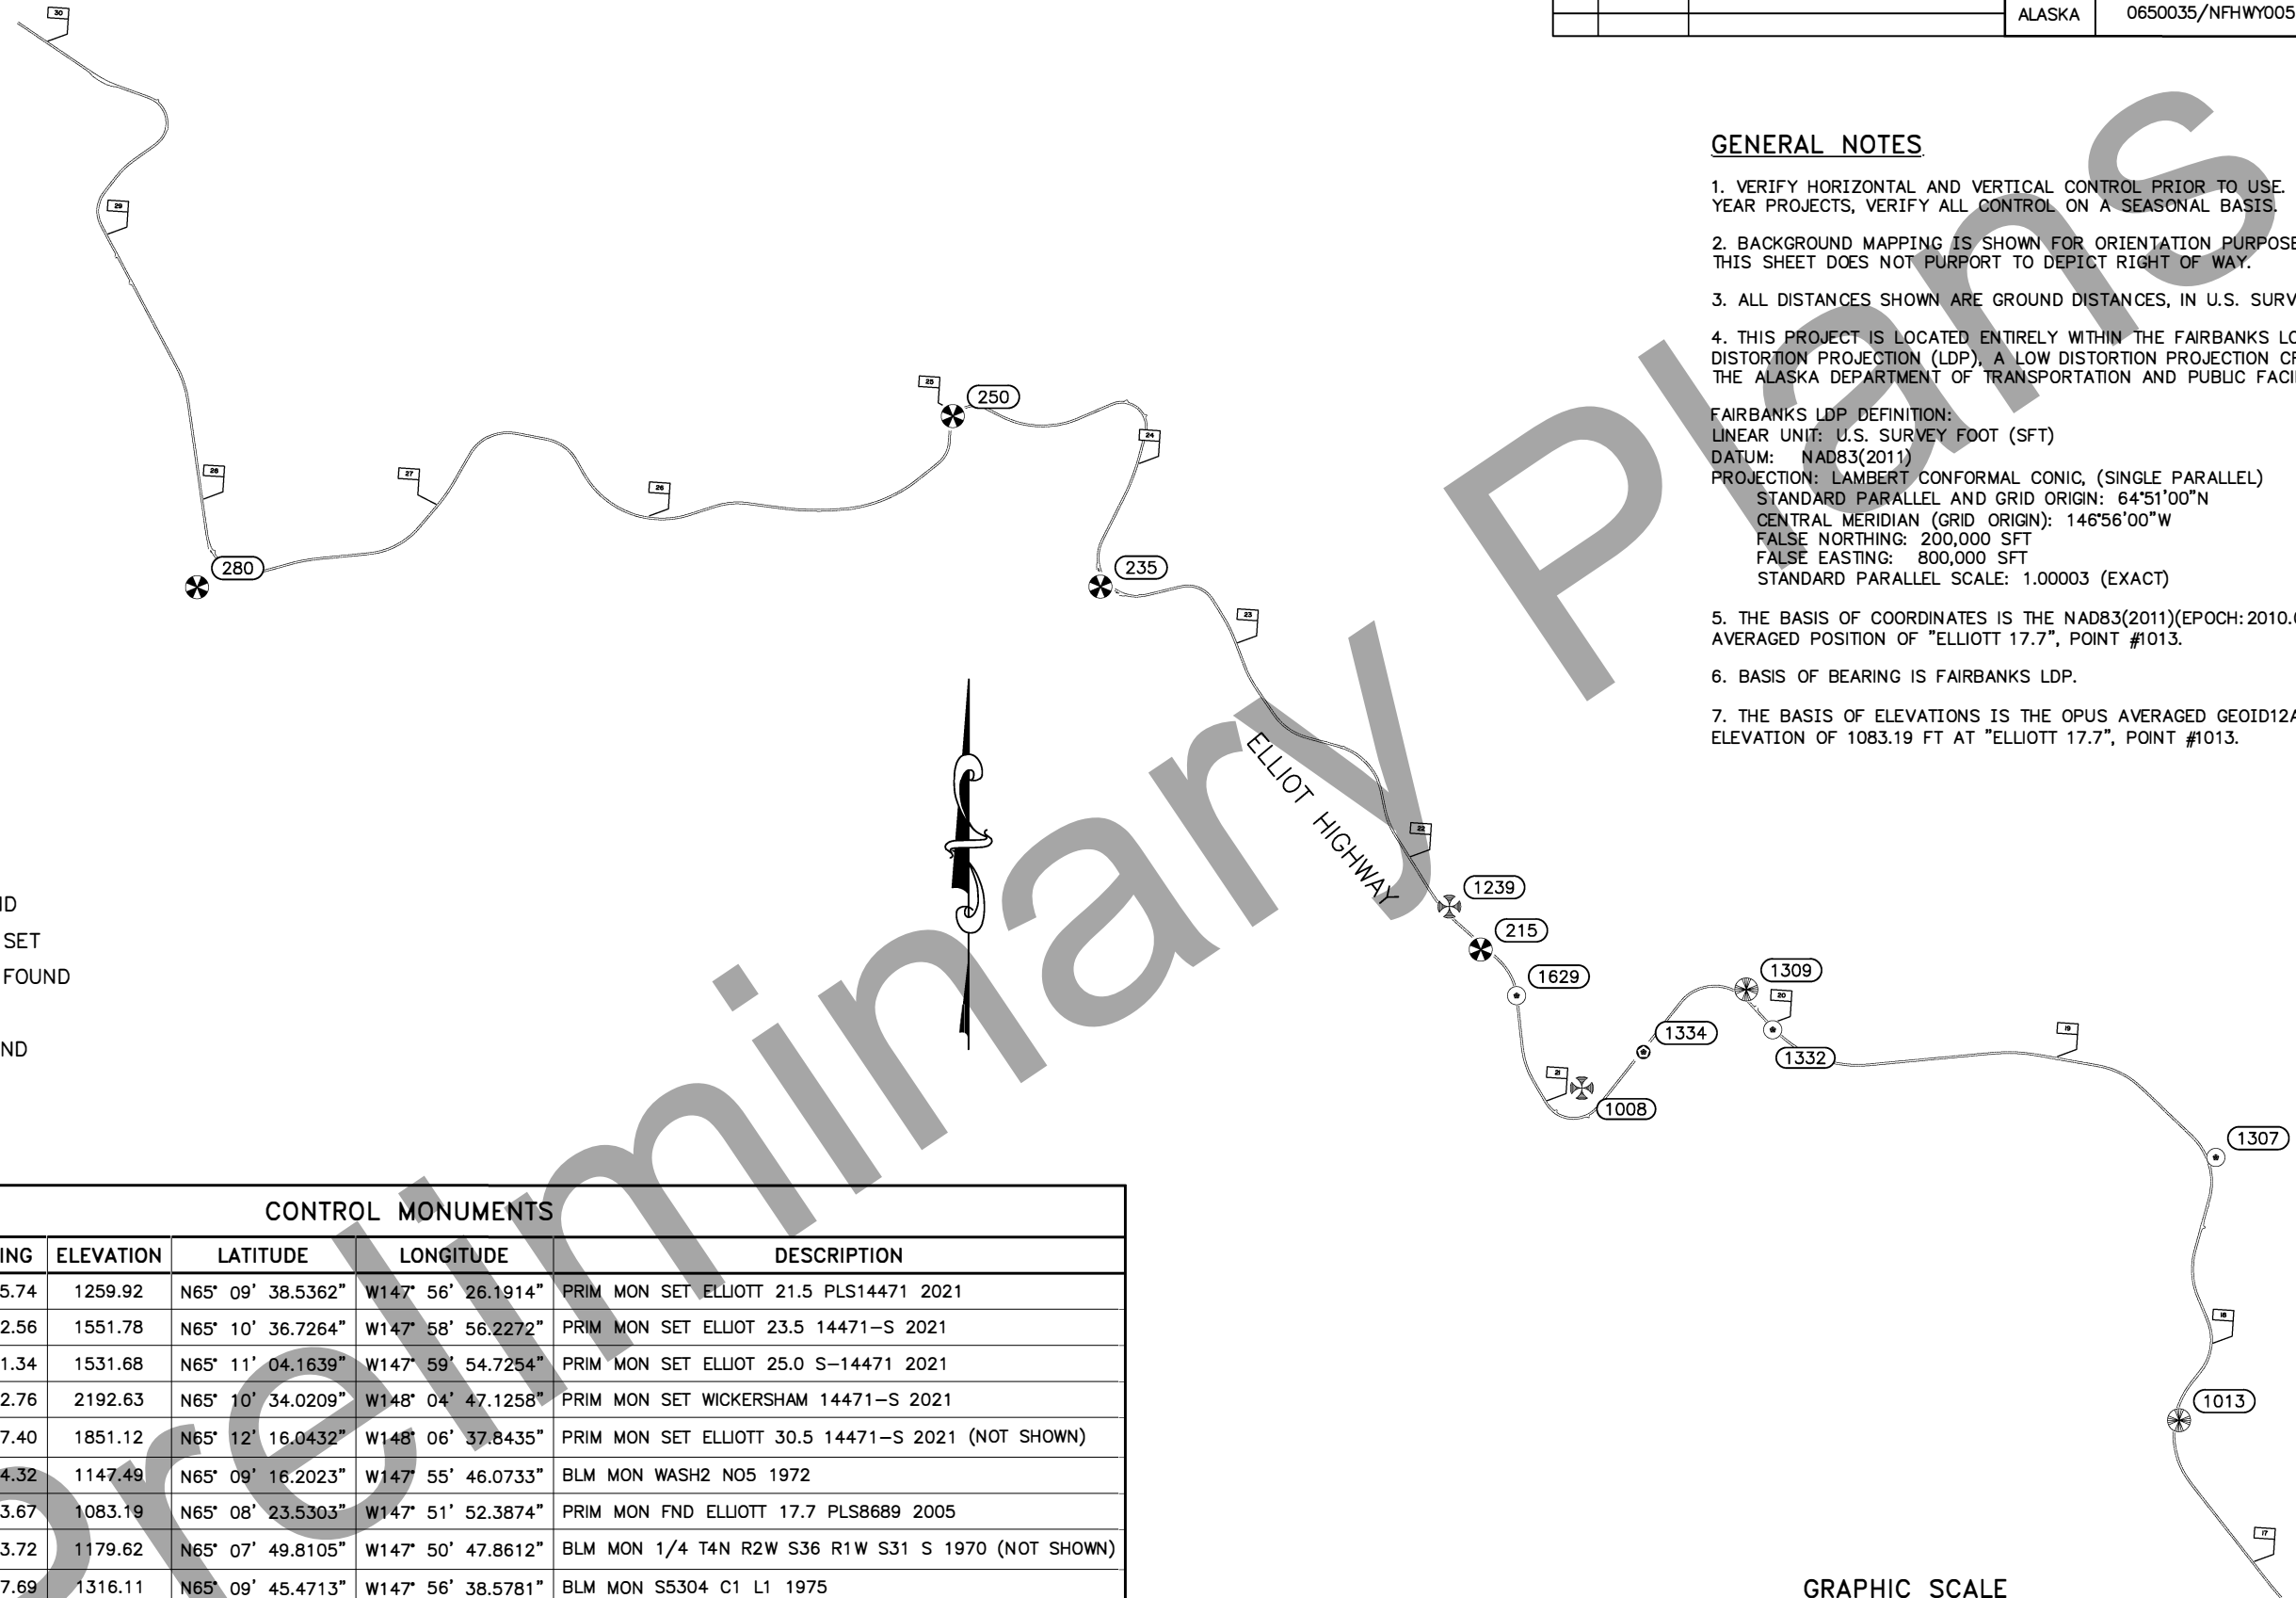 ALASKA 0650035/NFHWY005
GENERAL NOTES
1. VERIFY HORIZONTAL AND VERTICAL CONTROL PRIOR TO USE.
YEAR PROJECTS, VERIFY ALL CONTROL ON A SEASONAL BASIS.
2. BACKGROUND MAPPING IS SHOWN FOR ORIENTATION PURPOSE
THIS SHEET DOES NOT PURPORT TO DEPICT RIGHT OF WAY.
3. ALL DISTANCES SHOWN ARE GROUND DISTANCES, IN U.S. SURV
4. THIS PROJECT IS LOCATED ENTIRELY WITHIN THE FAIRBANKS LO
DISTORTION PROJECTION (LDP), A LOW DISTORTION PROJECTION CR
THE ALASKA DEPARTMENT OF TRANSPORTATION AND PUBLIC FACI
FAIRBANKS LDP DEFINITION:
LINEAR UNIT: U.S. SURVEY FOOT (SFT)
DATUM: NAD83(2011)
PROJECTION: LAMBERT CONFORMAL CONIC, (SINGLE PARALLEL)
STANDARD PARALLEL AND GRID ORIGIN: 64°51'00"N
CENTRAL MERIDIAN (GRID ORIGIN): 146°56'00"W
FALSE NORTHING: 200,000 SFT
FALSE EASTING: 800,000 SFT
STANDARD PARALLEL SCALE: 1.00003 (EXACT)
5. THE BASIS OF COORDINATES IS THE NAD83(2011)(EPOCH:2010.0
AVERAGED POSITION OF "ELLIOTT 17.7", POINT #1013.
6. BASIS OF BEARING IS FAIRBANKS LDP.
7. THE BASIS OF ELEVATIONS IS THE OPUS AVERAGED GEOID12A
ELEVATION OF 1083.19 FT AT "ELLIOTT 17.7", POINT #1013.
30
29
28
280
27
26
25
250
24
235
23
ELLIOT HIGHWAY
22
1239
215
1629
21
1008
1334
1309
20
1332
19
1307
18
1013
17
ND
SET
FOUND
ND
CONTROL MONUMENTS
ING ELEVATION LATITUDE LONGITUDE DESCRIPTION
5.74 1259.92 N65° 09' 38.5362" W147° 56' 26.1914" PRIM MON SET ELLIOTT 21.5 PLS14471 2021
2.56 1551.78 N65° 10' 36.7264" W147° 58' 56.2272" PRIM MON SET ELLIOT 23.5 14471-S 2021
1.34 1531.68 N65° 11' 04.1639" W147° 59' 54.7254" PRIM MON SET ELLIOT 25.0 S-14471 2021
2.76 2192.63 N65° 10' 34.0209" W148° 04' 47.1258" PRIM MON SET WICKERSHAM 14471-S 2021
7.40 1851.12 N65° 12' 16.0432" W148° 06' 37.8435" PRIM MON SET ELLIOTT 30.5 14471-S 2021 (NOT SHOWN)
4.32 1147.49 N65° 09' 16.2023" W147° 55' 46.0733" BLM MON WASH2 NO5 1972
3.67 1083.19 N65° 08' 23.5303" W147° 51' 52.3874" PRIM MON FND ELLIOTT 17.7 PLS8689 2005
3.72 1179.62 N65° 07' 49.8105" W147° 50' 47.8612" BLM MON 1/4 T4N R2W S36 R1W S31 S 1970 (NOT SHOWN)
7.69 1316.11 N65° 09' 45.4713" W147° 56' 38.5781" BLM MON S5304 C1 L1 1975
GRAPHIC SCALE
Preliminary Plans